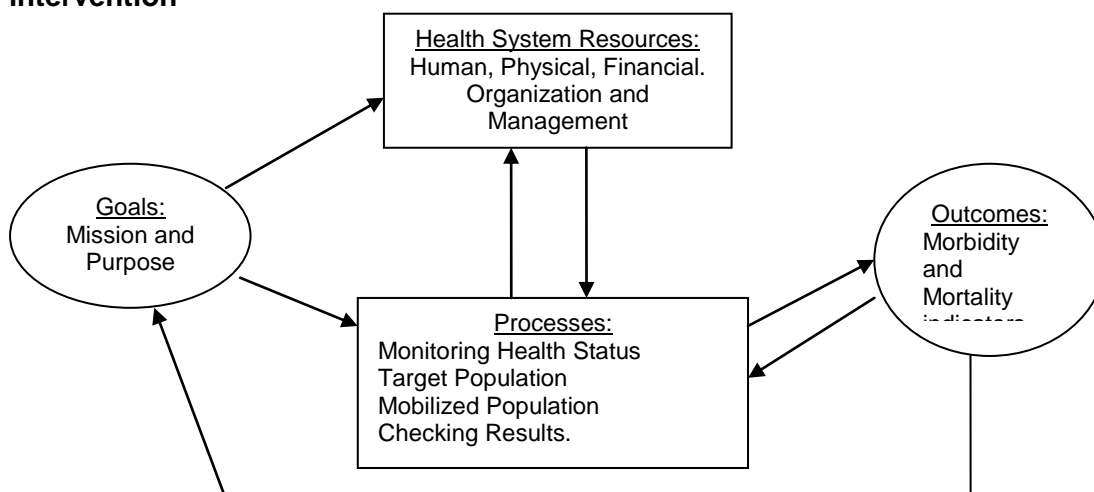 Health System Resources:
Human, Physical, Financial.
Organization and
Management
Goals:
Mission and
Purpose
Outcomes:
Morbidity
and
Mortality
Processes:
Monitoring Health Status
Target Population
Mobilized Population
Checking Results.